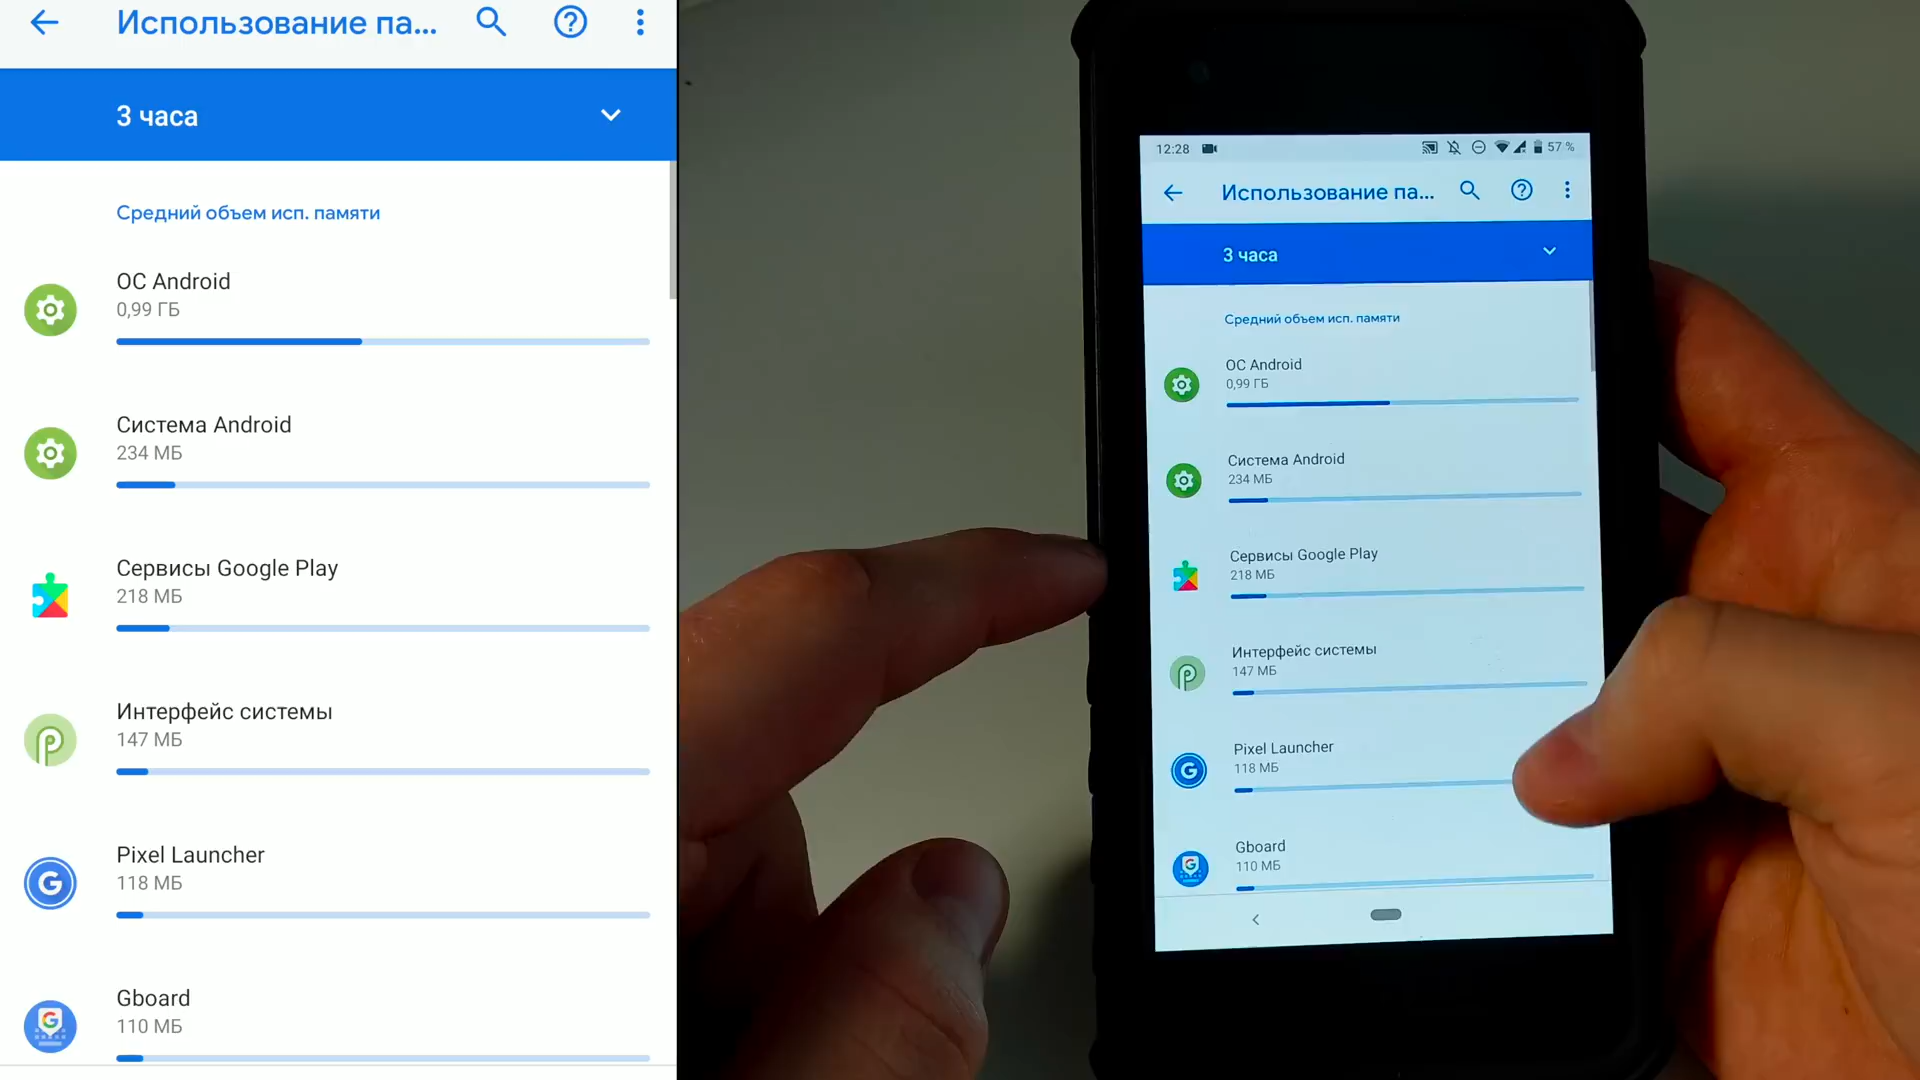 Использование па...
3 часа
Средний объем исп. памяти
ОС Android
0,99 ГБ
Система Android
234 МБ
Сервисы Google Play
218 МБ
Интерфейс системы
147 МБ
Pixel Launcher
118 МБ
Gboard
110 МБ
12:28
57 %
Использование па...
3 часа
Средний объем исп. памяти
ОС Android
0,99 ГБ
Система Android
234 МБ
Сервисы Google Play
218 МБ
Интерфейс системы
147 МБ
Pixel Launcher
118 МБ
Gboard
110 МБ